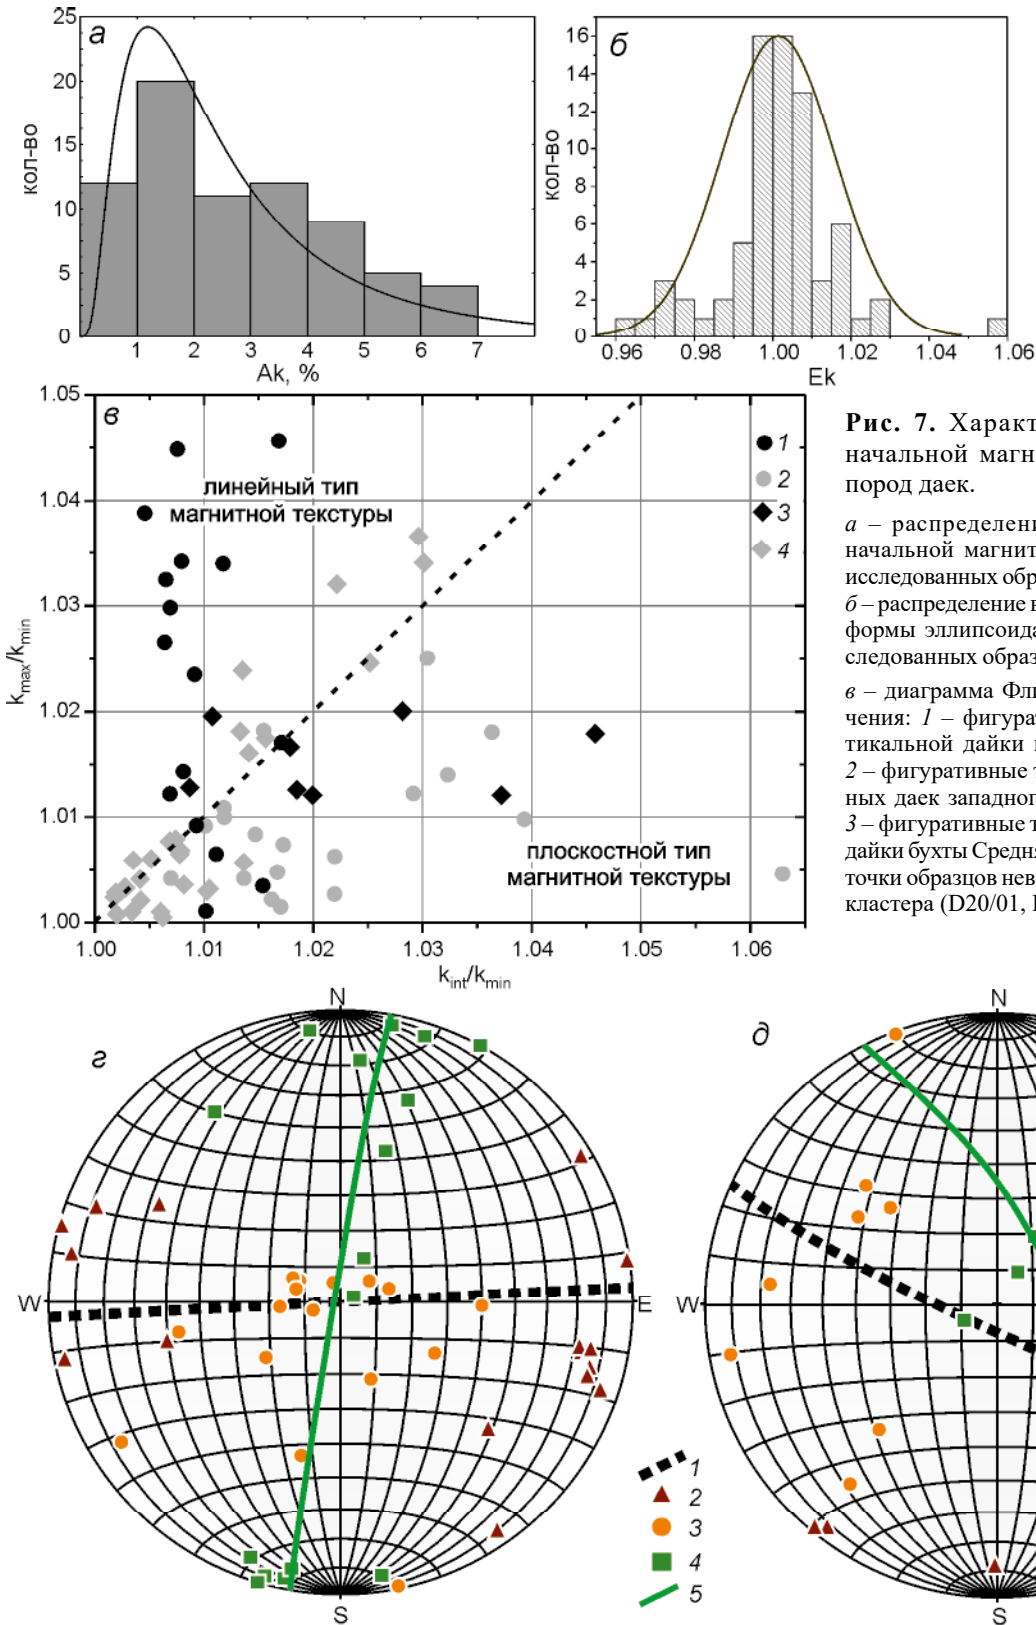 а
25
20
15
10
5
0
кол-во
1 2 3 4 5 6 7
Ak, %
б
16
14
12
10
8
6
4
2
0
кол-во
0.96 0.98 1.00 1.02 1.04 1.06
Ek
в
1.05
1.04
1.03
1.02
1.01
1.00
kmax/kmin
линейный тип
магнитной текстуры
плоскостной тип
магнитной текстуры
1
2
3
4
1.00 1.01 1.02 1.03 1.04 1.05 1.06
kint/kmin
Рис. 7. Характ
начальной магн
пород даек.
а – распределени
начальной магнит
исследованных обр
б – распределение в
формы эллипсоида
следованных образ
в – диаграмма Фли
чения: 1 – фигурат
тикальной дайки 
2 – фигуративные т
ных даек западног
3 – фигуративные т
дайки бухты Средня
точки образцов нев
кластера (D20/01, 
г
N
W
E
S
1
2
3
4
5
д
N
W
S